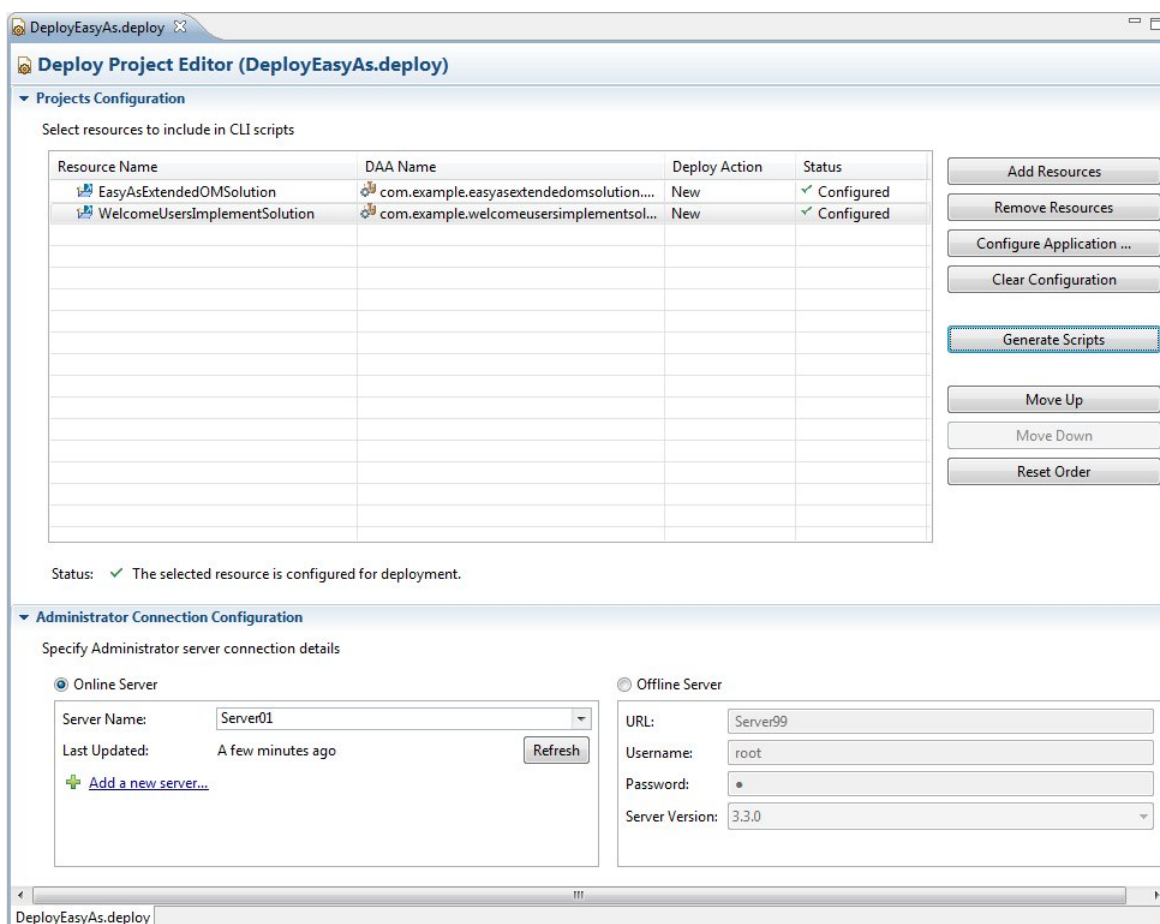 DeployEasyAs.deploy
Deploy Project Editor (DeployEasyAs.deploy)
Projects Configuration
Select resources to include in CLI scripts
Resource Name DAA Name Deploy Action Status
EasyAsExtendedOMSolution com.example.easyasextendedomsolution.... New Configured
WelcomeUsersImplementSolution com.example.welcomeusersimplementsol... New Configured
Add Resources
Remove Resources
Configure Application ...
Clear Configuration
Generate Scripts
Move Up
Move Down
Reset Order
Status: The selected resource is configured for deployment.
Administrator Connection Configuration
Specify Administrator server connection details
Online Server
Server Name: Server01
Last Updated: A few minutes ago Refresh
Add a new server...
Offline Server
URL: Server99
Username: root
Password: •
Server Version: 3.3.0
DeployEasyAs.deploy